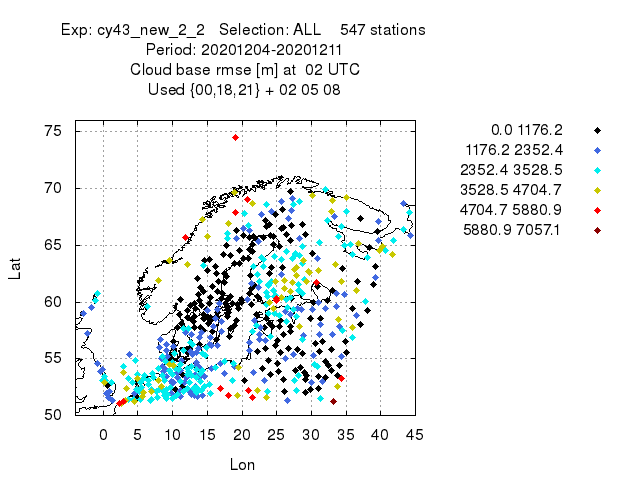 Exp: cy43_new_2_2 Selection: ALL 547 stations
Period: 20201204-20201211
Cloud base rmse [m] at 02 UTC
Used {00,18,21} + 02 05 08
0.0 1176.2
1176.2 2352.4
2352.4 3528.5
3528.5 4704.7
4704.7 5880.9
5880.9 7057.1
75
70
65
60
55
50
Lat
0 5 10 15 20 25 30 35 40 45
Lon